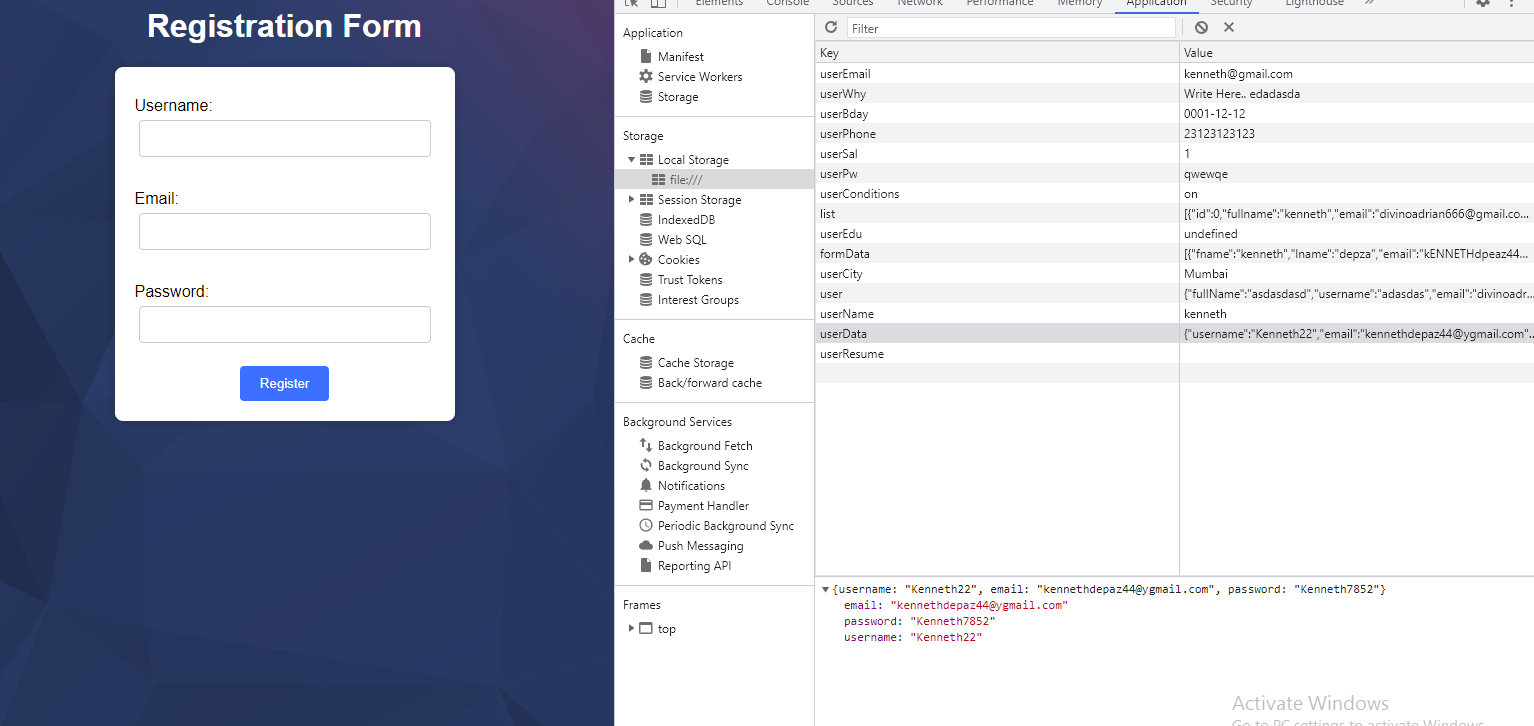 Registration Form
Username:
Email:
Password:
Register
Elements Console Sources Network Performance Memory Application Security Lighthouse »
Application
Manifest
Service Workers
Storage
Storage
Local Storage
file:///
Session Storage
IndexedDB
Web SQL
Cookies
Trust Tokens
Interest Groups
Cache
Cache Storage
Back/forward cache
Background Services
Background Fetch
Background Sync
Notifications
Payment Handler
Periodic Background Sync
Push Messaging
Reporting API
Frames
top
Filter
Key Value
userEmail kenneth@gmail.com
userWhy Write Here.. edadasda
userBday 0001-12-12
userPhone 23123123123
userSal 1
userPw qwewqe
userConditions on
list [{"id":0,"fullname":"kenneth","email":"divinoadrian666@gmail.co...
userEdu undefined
formData [{"fname":"kenneth","lname":"depza","email":"kENNETHdpeaz44...
userCity Mumbai
user {"fullName":"asdasdasd","username":"adasdas","email":"divinoadr...
userName kenneth
userData {"username":"Kenneth22","email":"kennethdepaz44@ygmail.com"...
userResume
{username: "Kenneth22", email: "kennethdepaz44@ygmail.com", password: "Kenneth7852"}
email: "kennethdepaz44@ygmail.com"
password: "Kenneth7852"
username: "Kenneth22"
Activate Windows
Go to PC settings to activate Windows.